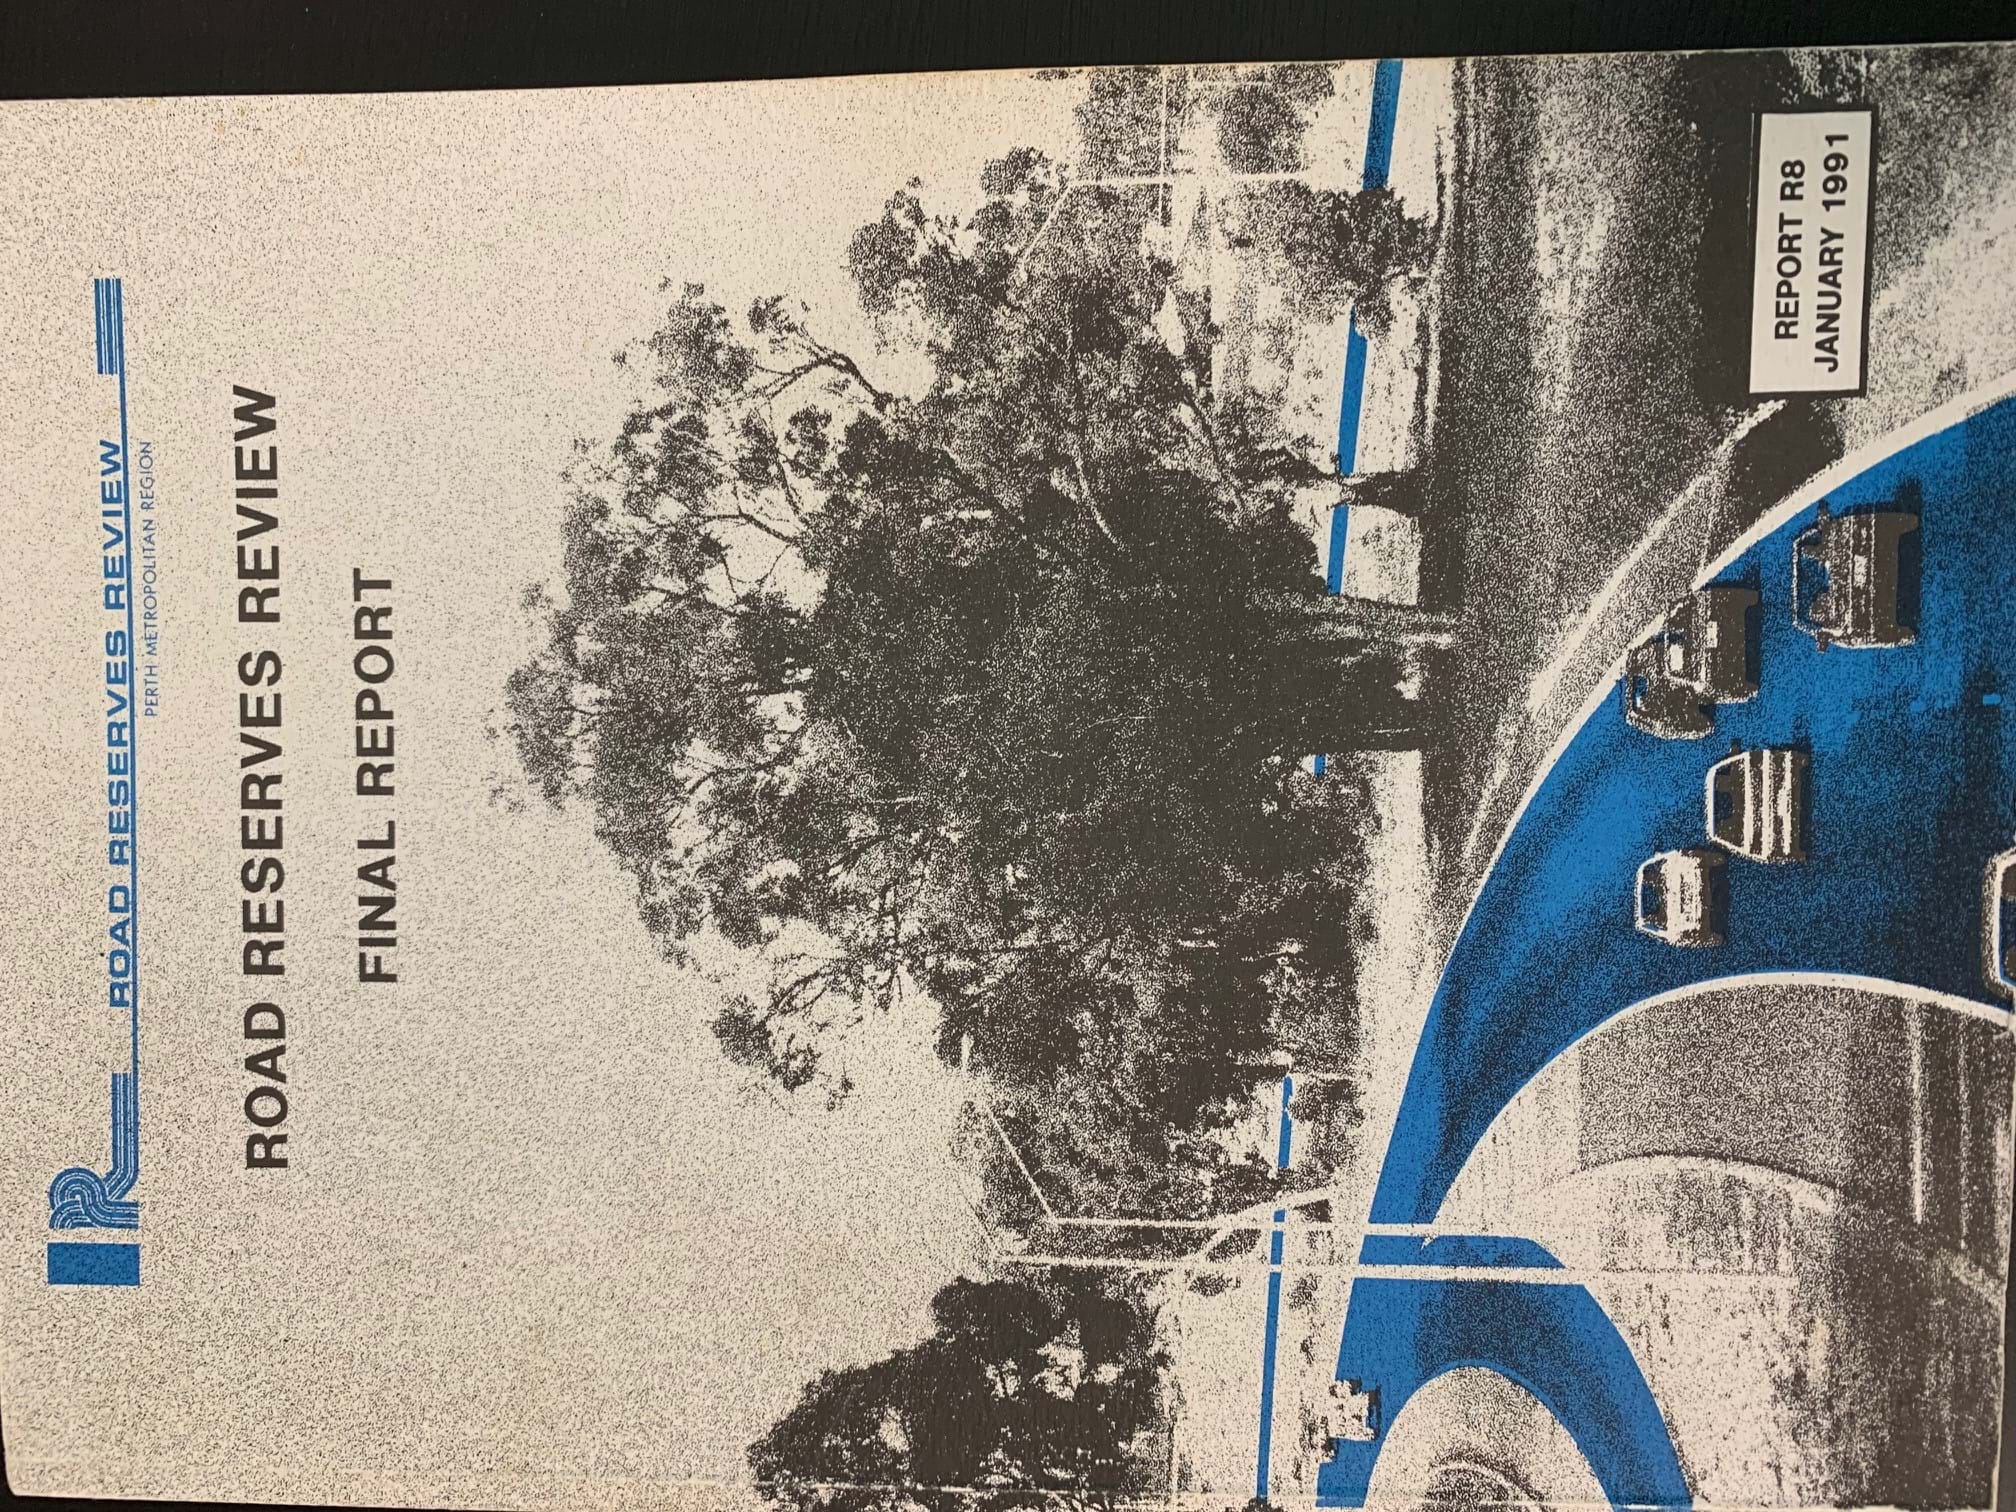 ROAD RESERVES REVIEW
PERTH METROPOLITAN REGION
ROAD RESERVES REVIEW
FINAL REPORT
REPORT R8
JANUARY 1991